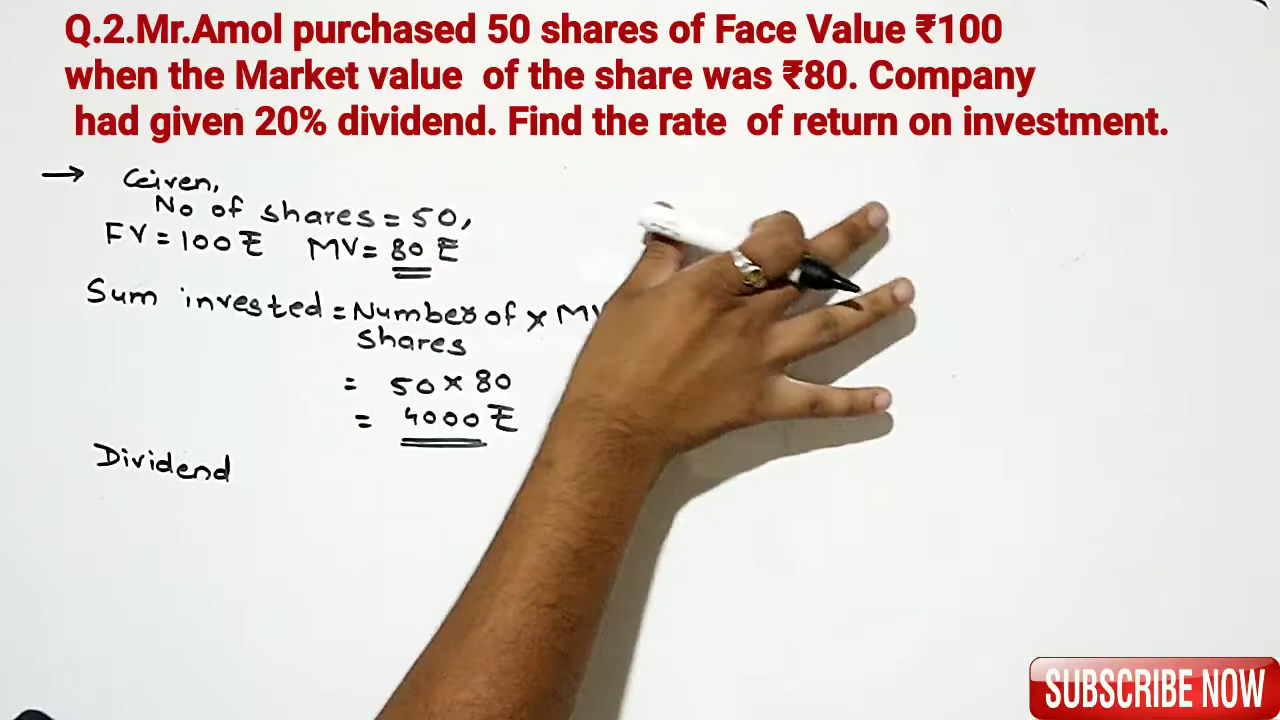 Q.2.Mr.Amol purchased 50 shares of Face Value ₹100
when the Market value of the share was ₹80. Company
had given 20% dividend. Find the rate of return on investment.
→ Given,
No of shares = 50,
FV = 100 ₹ MV = 80 ₹
Sum invested = Number of × MV
shares
= 50 × 80
= 4000 ₹
Dividend
SUBSCRIBE NOW